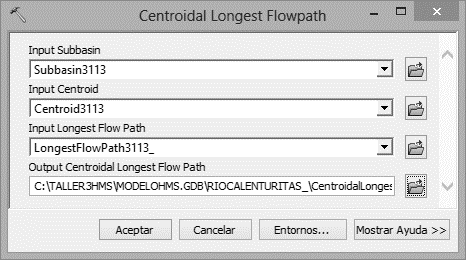 Centroidal Longest Flowpath
Input Subbasin
Subbasin3113
Input Centroid
Centroid3113
Input Longest Flow Path
LongestFlowPath3113_
Output Centroidal Longest Flow Path
C:\TALLER3HMS\MODELOHMS.GDB\RIOCALENTURITAS_\CentroidalLonges
Aceptar
Cancelar
Entornos...
Mostrar Ayuda >>